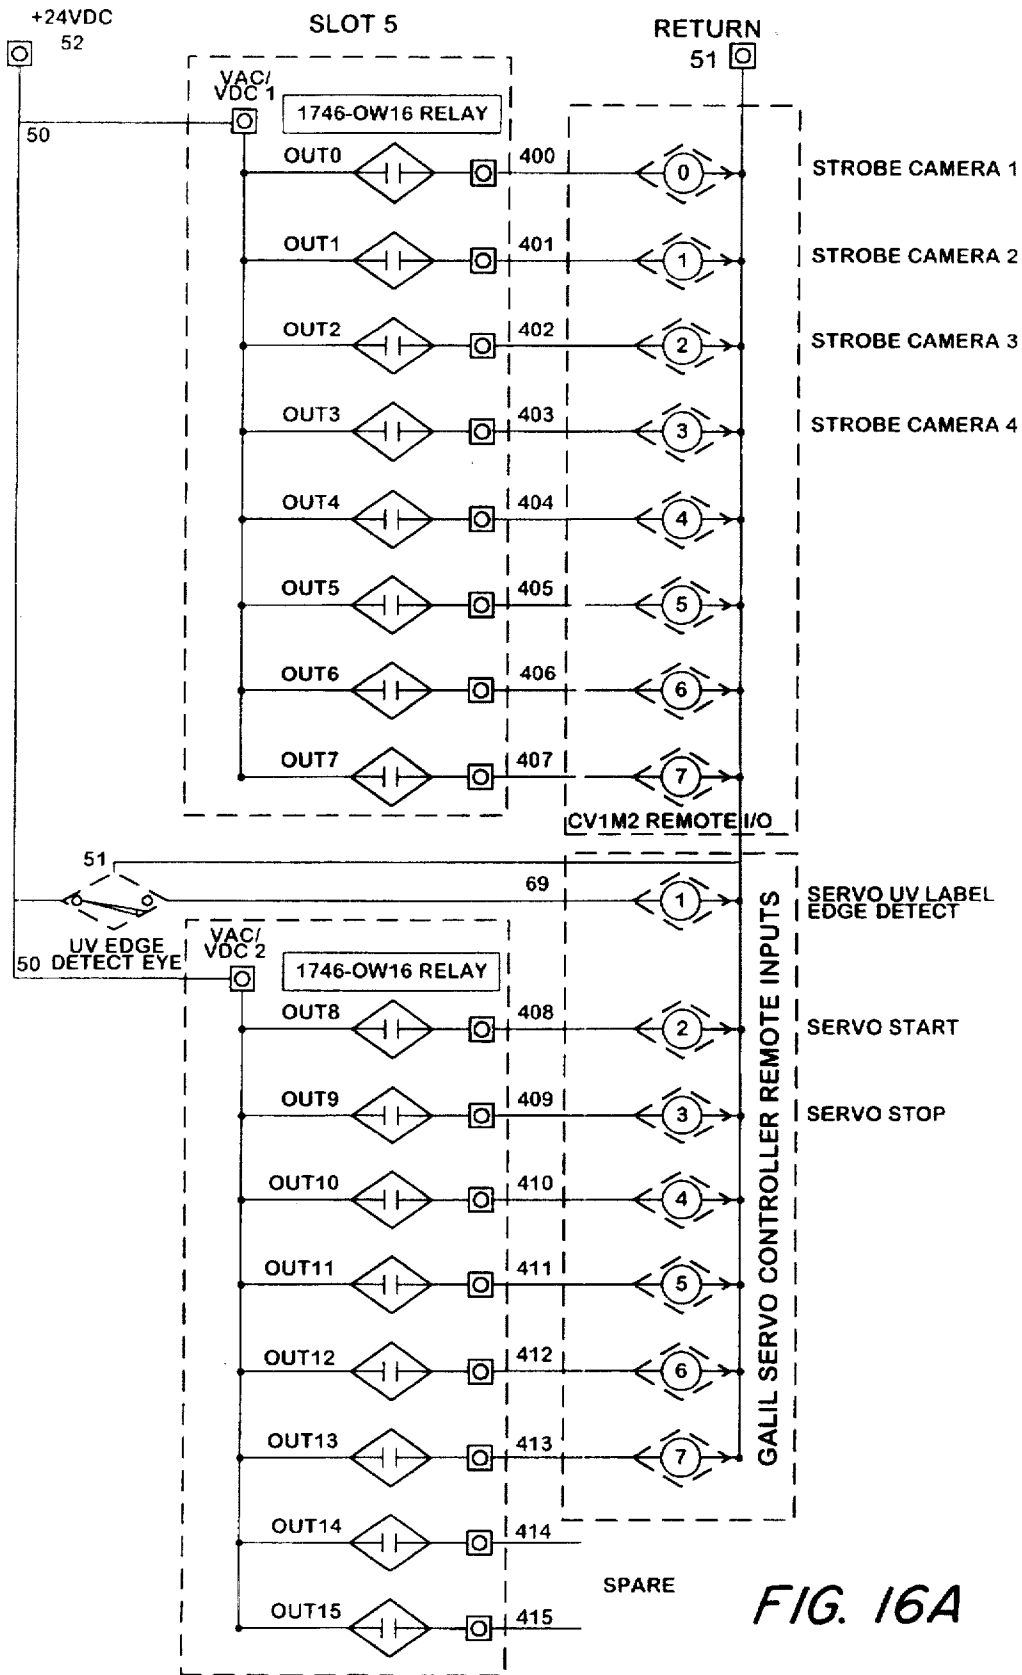 +24VDC
52
SLOT 5
RETURN
51
VAC/
VDC 1
1746-OW16 RELAY
50
OUT0
400
0
STROBE CAMERA 1
OUT1
401
1
STROBE CAMERA 2
OUT2
402
2
STROBE CAMERA 3
OUT3
403
3
STROBE CAMERA 4
OUT4
404
4
OUT5
405
5
OUT6
406
6
OUT7
407
7
CV1M2 REMOTE I/O
51
69
1
SERVO UV LABEL
EDGE DETECT
UV EDGE
DETECT EYE
50
VAC/
VDC 2
1746-OW16 RELAY
GALIL SERVO CONTROLLER REMOTE INPUTS
OUT8
408
2
SERVO START
OUT9
409
3
SERVO STOP
OUT10
410
4
OUT11
411
5
OUT12
412
6
OUT13
413
7
OUT14
414
SPARE
OUT15
415
FIG. 16A